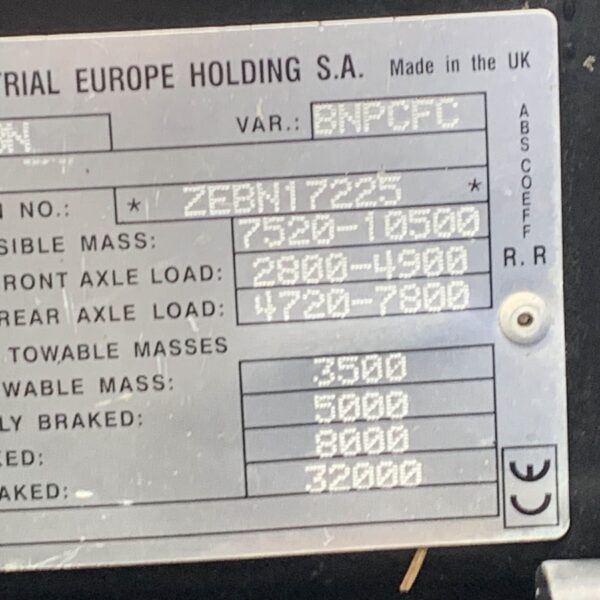 TRIAL EUROPE HOLDING S.A. Made in the UK
ON VAR.: BNPCFC
NO.: * ZEBN17225 *
SIBLE MASS: 7520-10500
RONT AXLE LOAD: 2800-4900
REAR AXLE LOAD: 4720-7800
TOWABLE MASSES
WABLE MASS: 3500
LY BRAKED: 5000
KED: 8000
AKED: 32000
ABS COEFF
R.R
CE